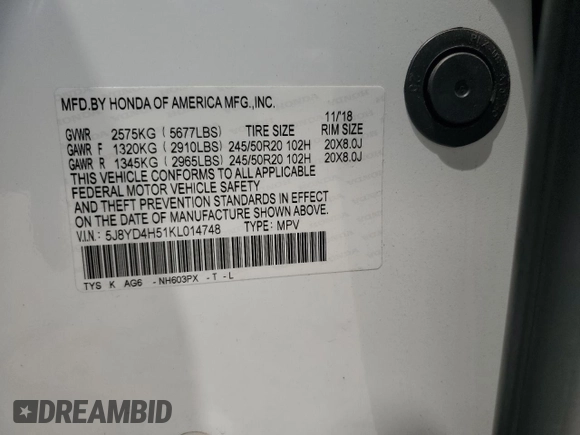 MFD.BY HONDA OF AMERICA MFG.,INC.
11/18
GVWR 2575KG ( 5677LBS) TIRE SIZE RIM SIZE
GAWR F 1320KG ( 2910LBS) 245/50R20 102H 20X8.0J
GAWR R 1345KG ( 2965LBS) 245/50R20 102H 20X8.0J
THIS VEHICLE CONFORMS TO ALL APPLICABLE
FEDERAL MOTOR VEHICLE SAFETY
AND THEFT PREVENTION STANDARDS IN EFFECT
ON THE DATE OF MANUFACTURE SHOWN ABOVE.
V.I.N.: 5J8YD4H51KL014748 TYPE: MPV
TYS K AG6 - NH603PX - T - L
DREAMBID